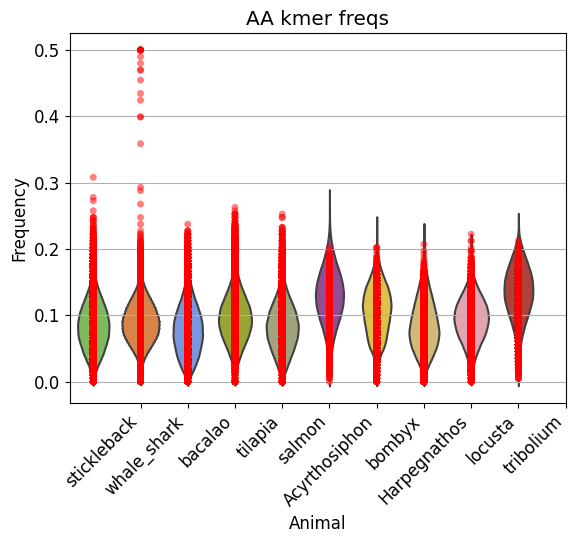 AA kmer freqs
Frequency
0.5
0.4
0.3
0.2
0.1
0.0
stickleback
whale_shark
bacalao
tilapia
salmon
Acyrthosiphon
bombyx
Harpegnathos
locusta
tribolium
Animal